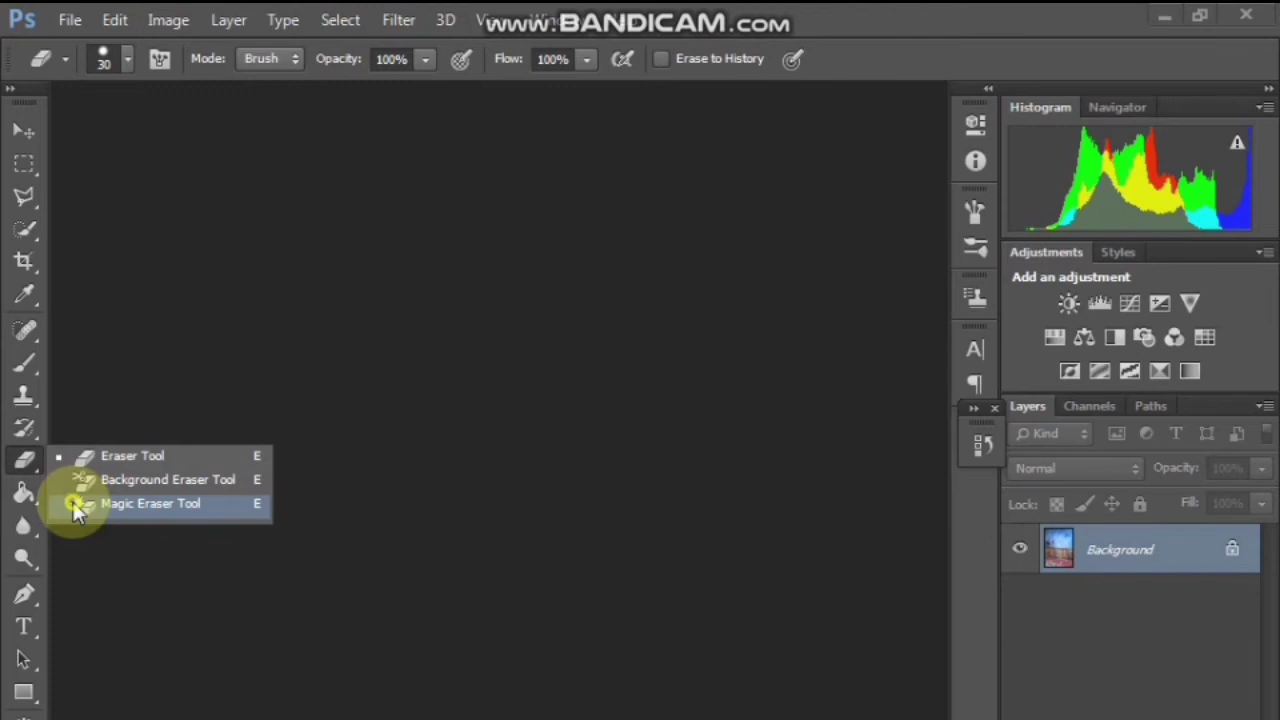 Ps File Edit Image Layer Type Select Filter 3D
www.BANDICAM.com
30 Mode: Brush Opacity: 100% Flow: 100% Erase to History
Histogram Navigator
Adjustments Styles
Add an adjustment
Layers Channels Paths
Kind
Normal Opacity: 100%
Lock: Fill: 100%
Background
Eraser Tool E
Background Eraser Tool E
Magic Eraser Tool E
T
A